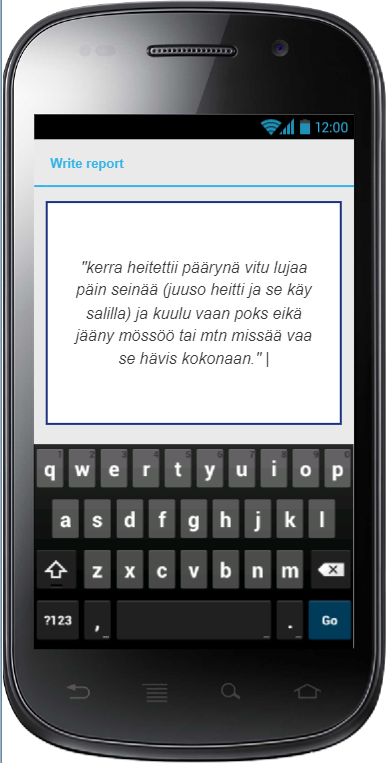 12:00
Write report
"kerra heitettii päärynä vitu lujaa
päin seinää (juuso heitti ja se käy
salilla) ja kuulu vaan poks eikä
jääny mössöö tai mtn missää vaa
se hävis kokonaan." |
q w e r t y u i o p
a s d f g h j k l
z x c v b n m
?123 , . Go